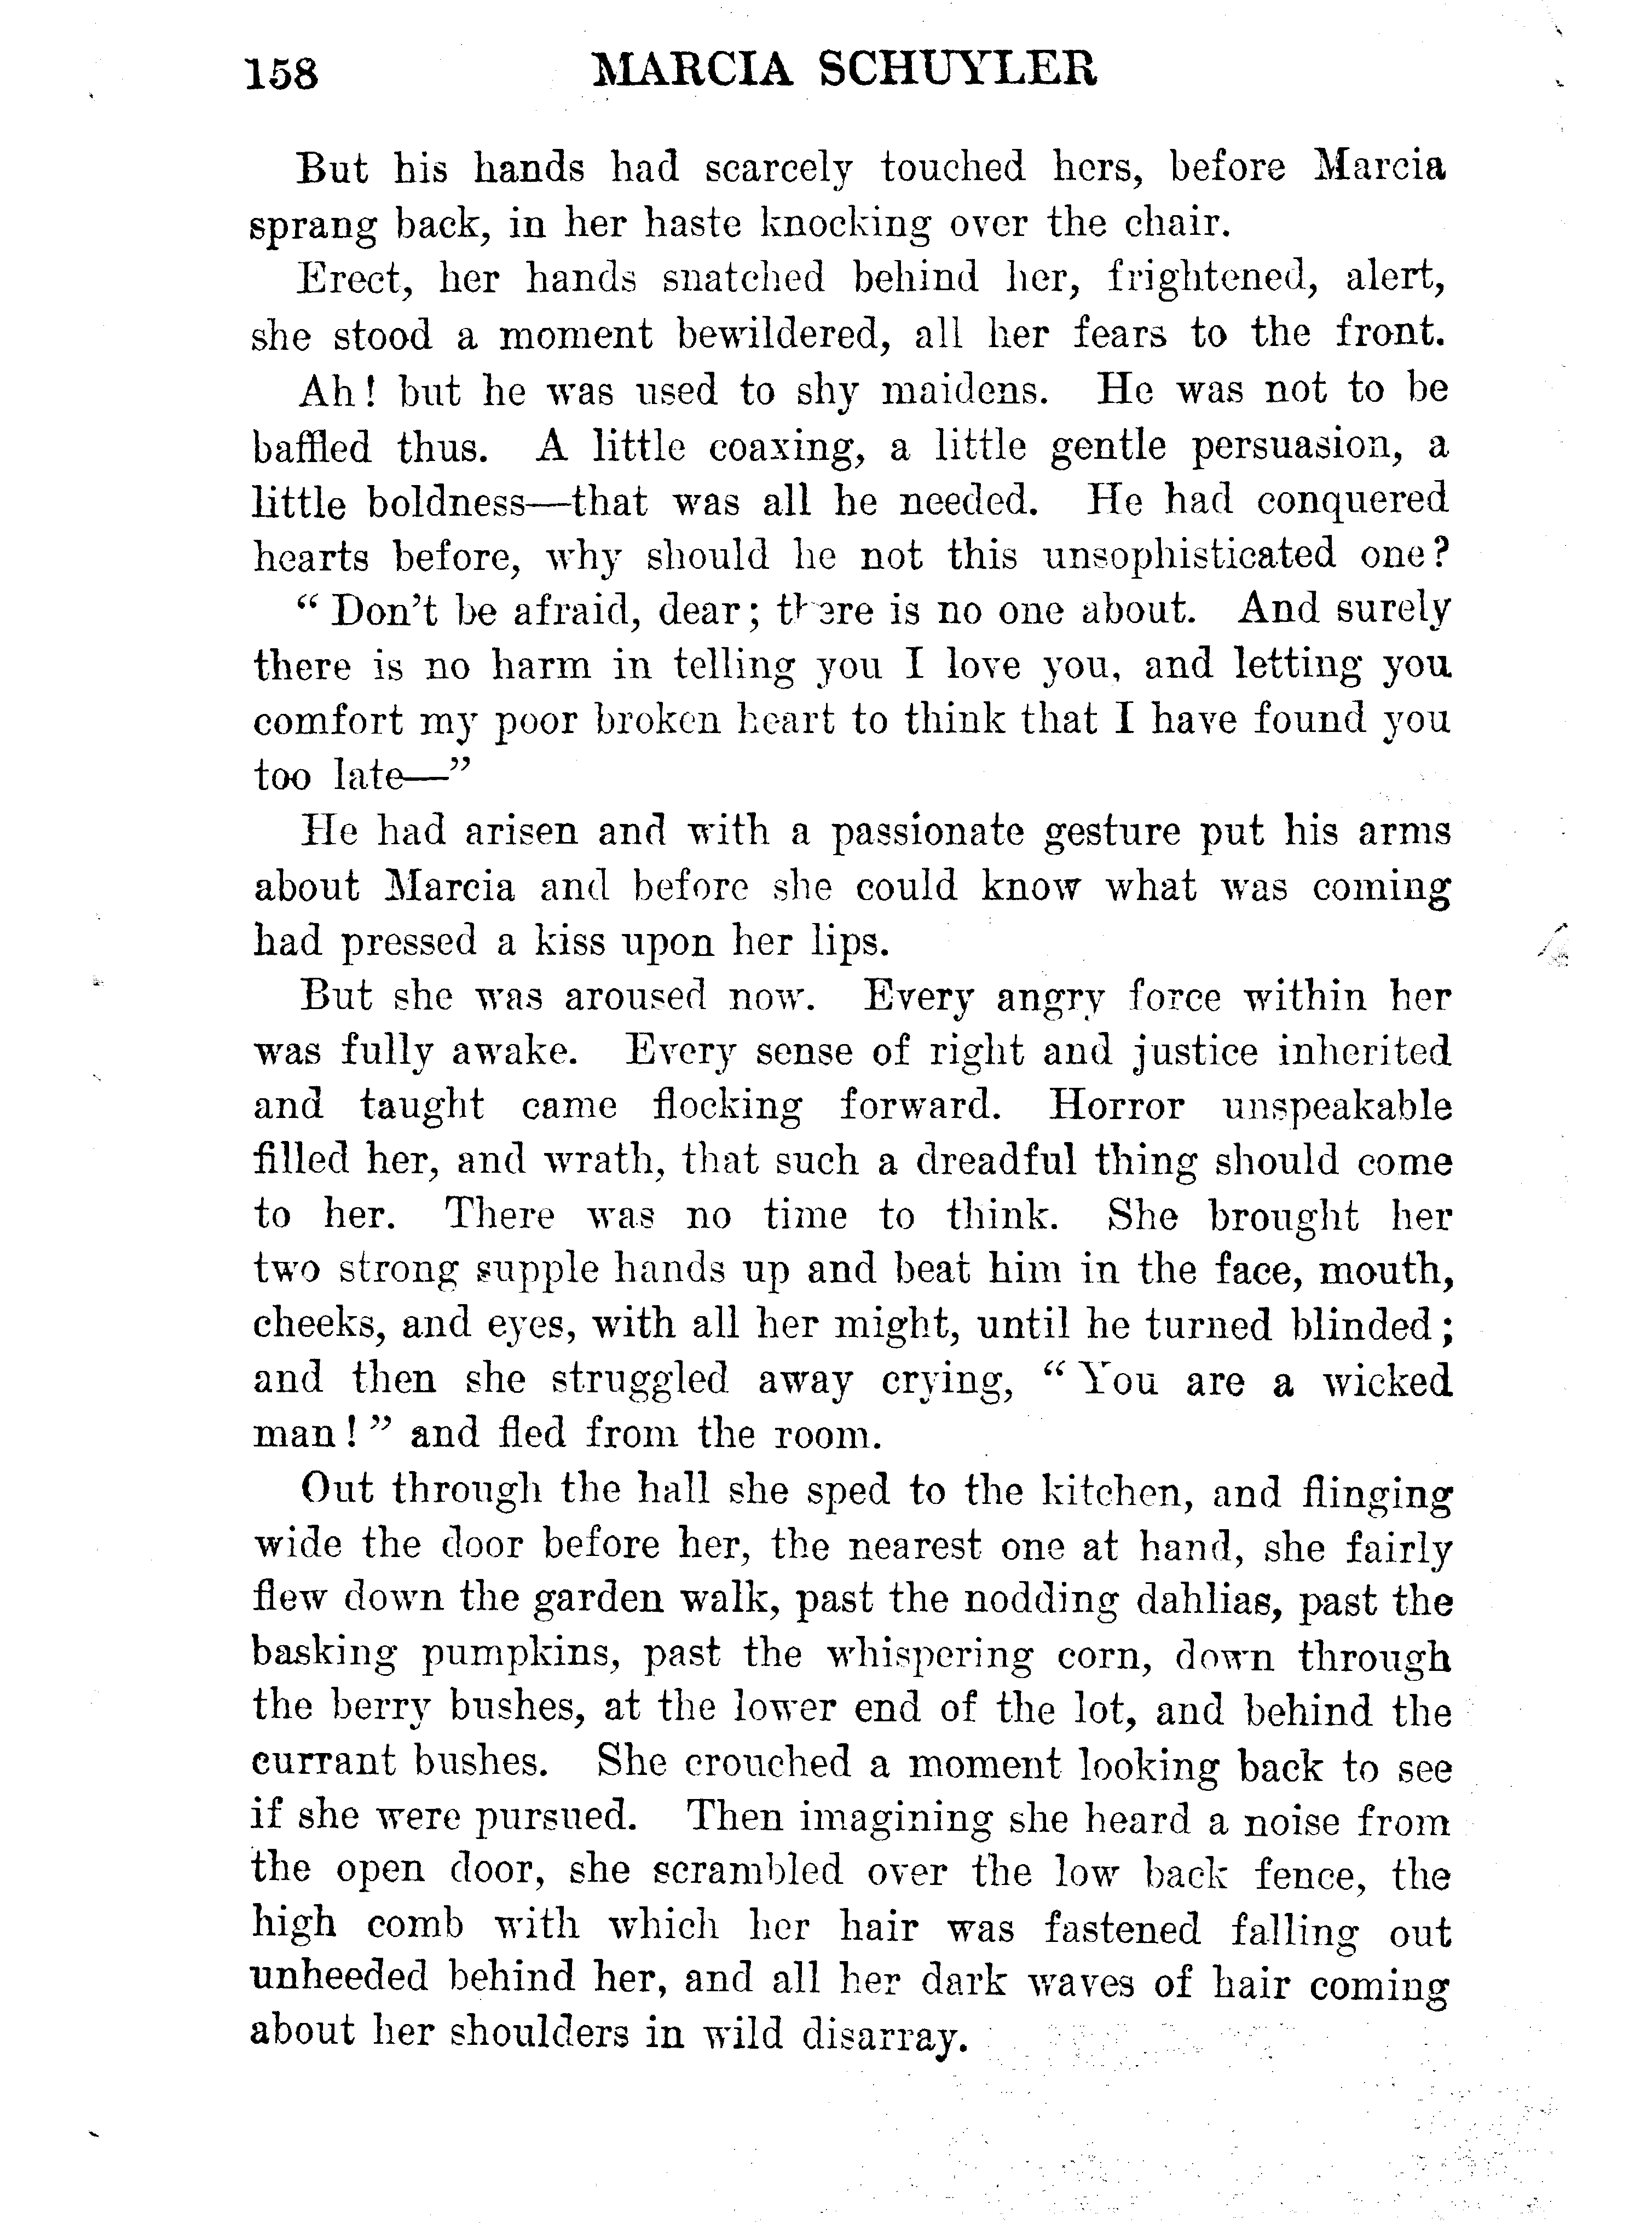 158 MARCIA SCHUYLER
But his hands had scarcely touched hers, before Marcia
sprang back, in her haste knocking over the chair.
Erect, her hands snatched behind her, frightened, alert,
she stood a moment bewildered, all her fears to the front.
Ah! but he was used to shy maidens. He was not to be
baffled thus. A little coaxing, a little gentle persuasion, a
little boldness—that was all he needed. He had conquered
hearts before, why should he not this unsophisticated one?
“Don't be afraid, dear; there is no one about. And surely
there is no harm in telling you I love you, and letting you
comfort my poor broken heart to think that I have found you
too late—”
He had arisen and with a passionate gesture put his arms
about Marcia and before she could know what was coming
had pressed a kiss upon her lips.
But she was aroused now. Every angry force within her
was fully awake. Every sense of right and justice inherited
and taught came flocking forward. Horror unspeakable
filled her, and wrath, that such a dreadful thing should come
to her. There was no time to think. She brought her
two strong supple hands up and beat him in the face, mouth,
cheeks, and eyes, with all her might, until he turned blinded;
and then she struggled away crying, “You are a wicked
man!” and fled from the room.
Out through the hall she sped to the kitchen, and flinging
wide the door before her, the nearest one at hand, she fairly
flew down the garden walk, past the nodding dahlias, past the
basking pumpkins, past the whispering corn, down through
the berry bushes, at the lower end of the lot, and behind the
currant bushes. She crouched a moment looking back to see
if she were pursued. Then imagining she heard a noise from
the open door, she scrambled over the low back fence, the
high comb with which her hair was fastened falling out
unheeded behind her, and all her dark waves of hair coming
about her shoulders in wild disarray.